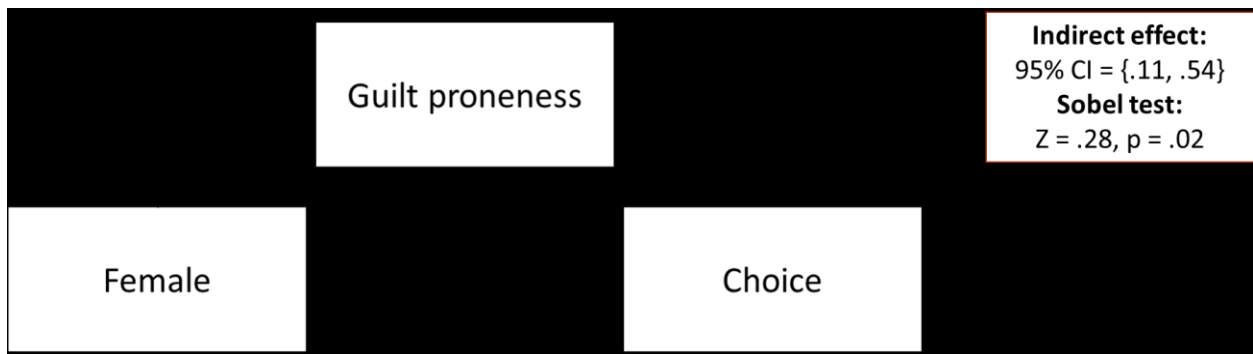 Guilt proneness
Indirect effect:
95% CI = {.11, .54}
Sobel test:
Z = .28, p = .02
Female
Choice